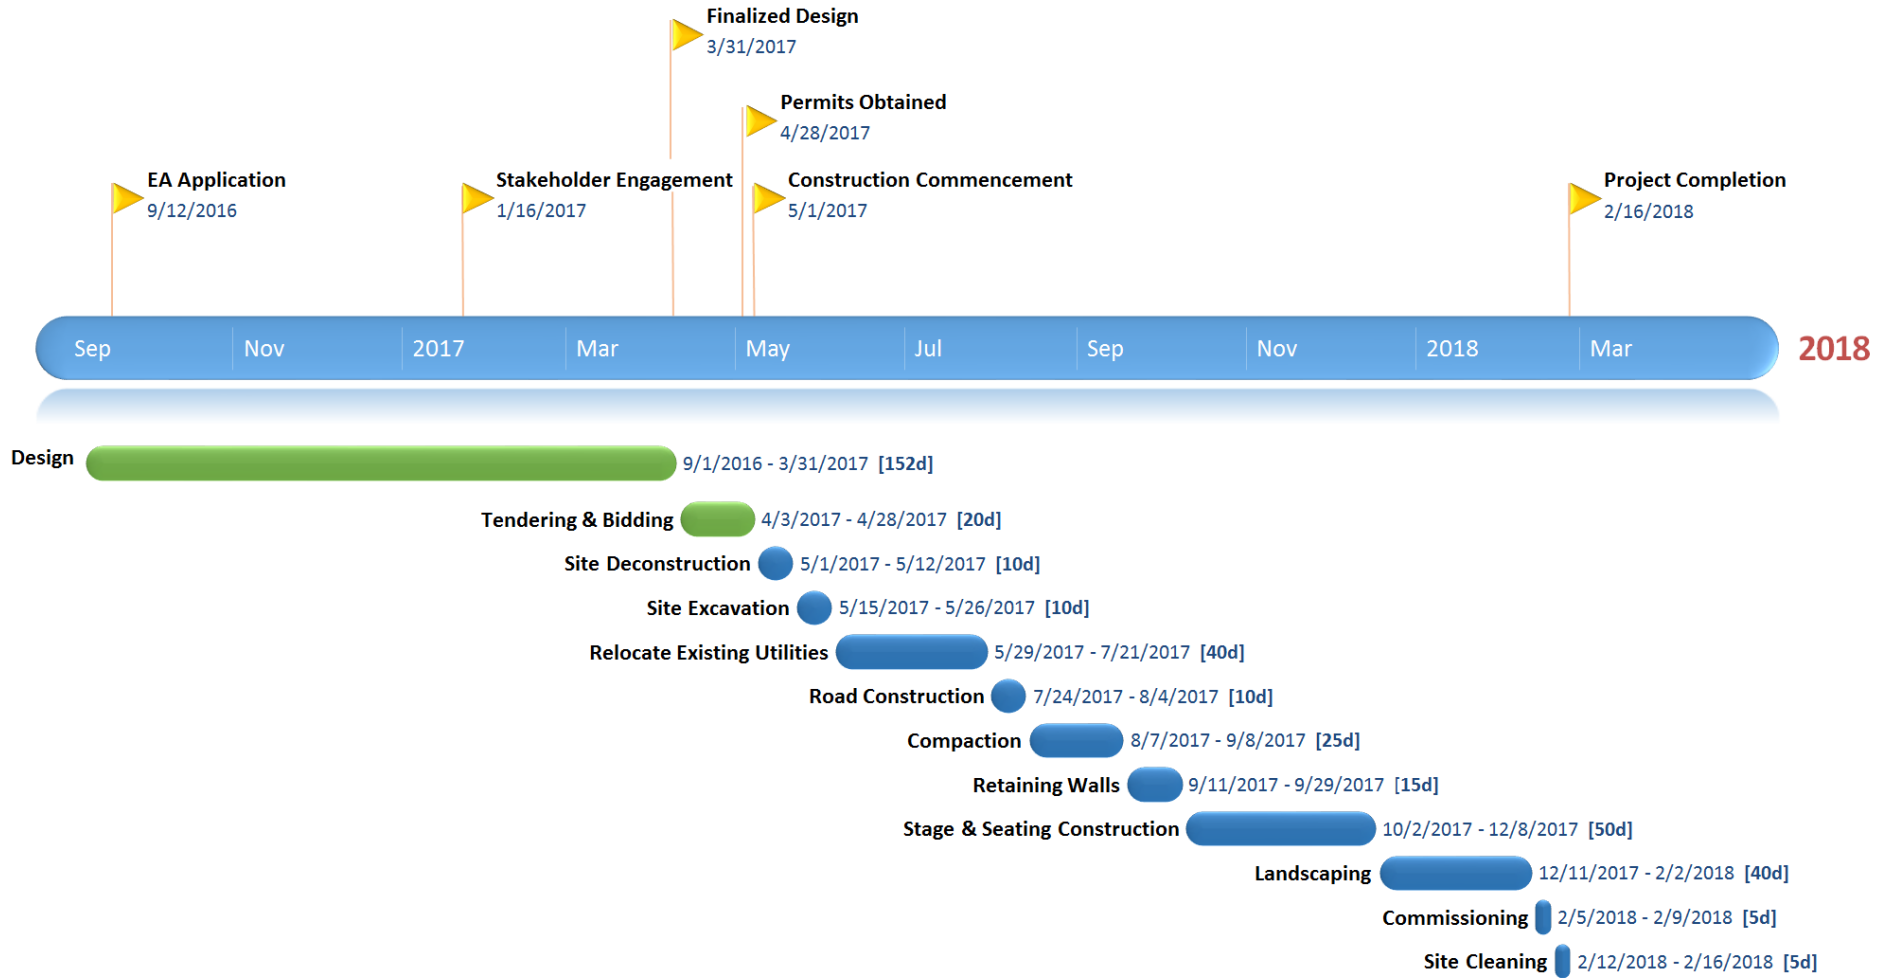 Finalized Design
3/31/2017
Permits Obtained
4/28/2017
EA Application
9/12/2016
Stakeholder Engagement
1/16/2017
Construction Commencement
5/1/2017
Project Completion
2/16/2018
Sep Nov 2017 Mar May Jul Sep Nov 2018 Mar 2018
Design 9/1/2016 - 3/31/2017 [152d]
Tendering & Bidding 4/3/2017 - 4/28/2017 [20d]
Site Deconstruction 5/1/2017 - 5/12/2017 [10d]
Site Excavation 5/15/2017 - 5/26/2017 [10d]
Relocate Existing Utilities 5/29/2017 - 7/21/2017 [40d]
Road Construction 7/24/2017 - 8/4/2017 [10d]
Compaction 8/7/2017 - 9/8/2017 [25d]
Retaining Walls 9/11/2017 - 9/29/2017 [15d]
Stage & Seating Construction 10/2/2017 - 12/8/2017 [50d]
Landscaping 12/11/2017 - 2/2/2018 [40d]
Commissioning 2/5/2018 - 2/9/2018 [5d]
Site Cleaning 2/12/2018 - 2/16/2018 [5d]